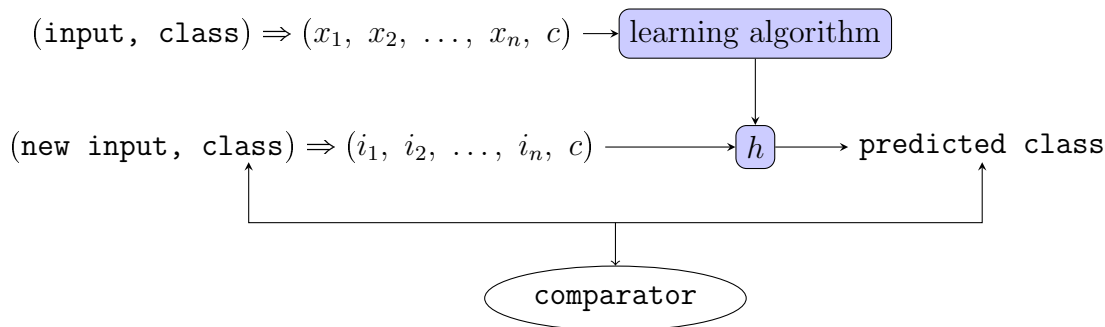 (input, class) ⇒ (x₁, x₂, …, xₙ, c) learning algorithm
(new input, class) ⇒ (i₁, i₂, …, iₙ, c) h predicted class
comparator